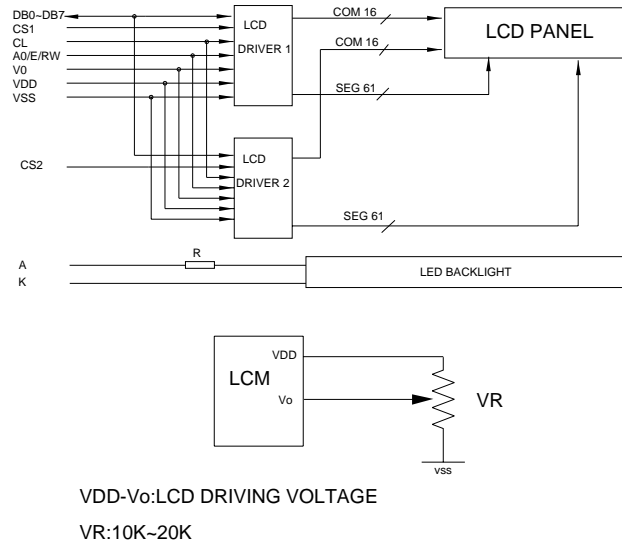 DB0~DB7
CS1
CL
A0/E/RW
V0
VDD
VSS
LCD
DRIVER 1
COM 16
COM 16
SEG 61
LCD PANEL
CS2
LCD
DRIVER 2
SEG 61
A
R
K
LED BACKLIGHT
LCM
VDD
Vo
VR
vss
VDD-Vo:LCD DRIVING VOLTAGE
VR:10K~20K